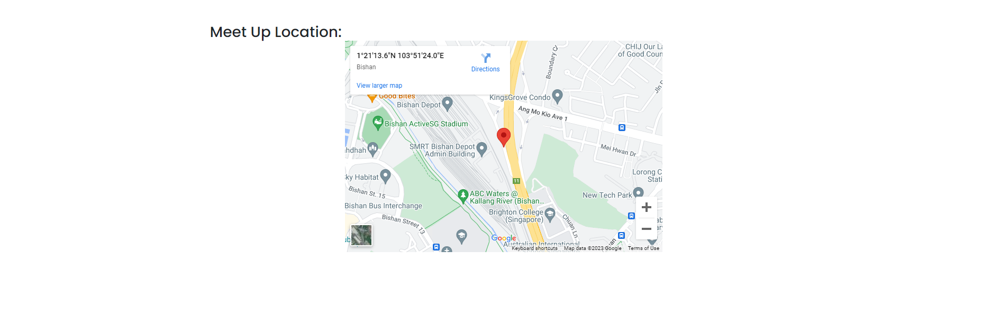 Meet Up Location:
1°21'13.6"N 103°51'24.0"E
Bishan
Directions
View larger map
CHIJ Our La
of Good Coun
Boundary Cl
Jln R
Good Bites
Bishan Depot
KingsGrove Condo
Ang Mo Kio Ave 1
Bishan ActiveSG Stadium
SMRT Bishan Depot
Admin Building
Mei Hwan Dr
ahdhah
Sky Habitat
Lorong C
Stati
11
Bishan St. 15
ABC Waters @
Kallang River (Bishan...
New Tech Park
Bishan Bus Interchange
Brighton College
(Singapore)
Bishan Street 13
Chuan Ln
Google
Australian International
School Singapore
Keyboard shortcuts
Map data ©2023 Google
Terms of Use